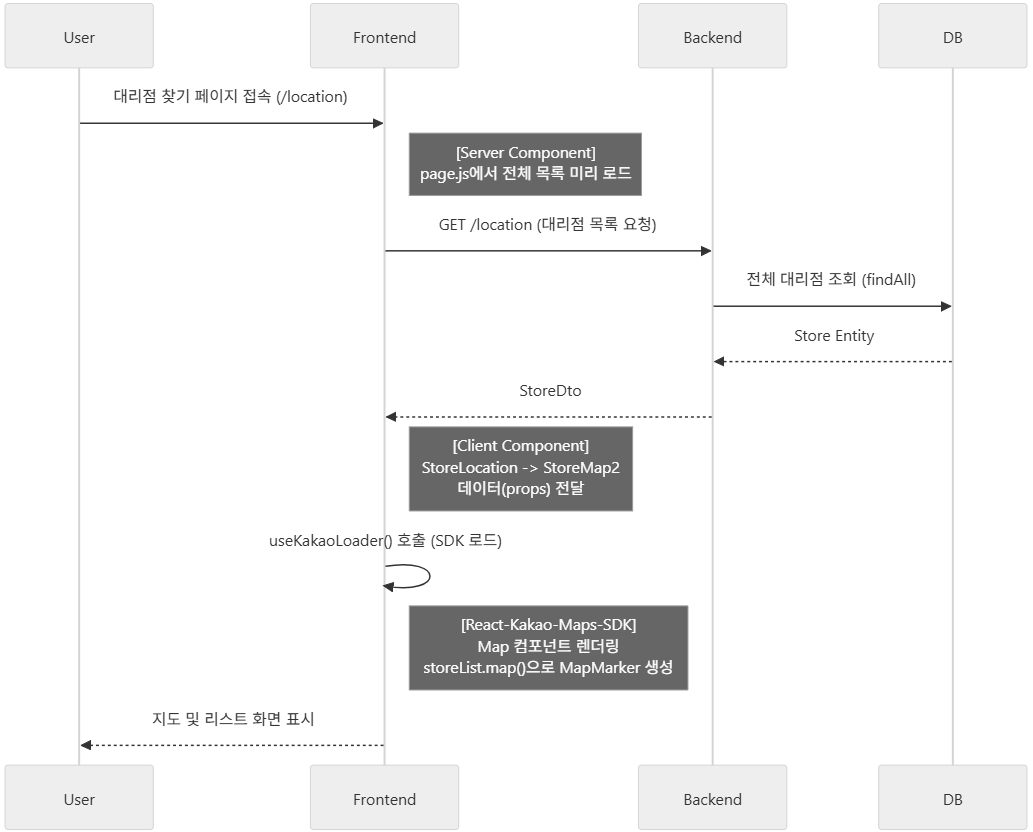 User
Frontend
Backend
DB
대리점 찾기 페이지 접속 (/location)
[Server Component]
page.js에서 전체 목록 미리 로드
GET /location (대리점 목록 요청)
전체 대리점 조회 (findAll)
Store Entity
StoreDto
[Client Component]
StoreLocation -> StoreMap2
데이터(props) 전달
useKakaoLoader() 호출 (SDK 로드)
[React-Kakao-Maps-SDK]
Map 컴포넌트 렌더링
storeList.map()으로 MapMarker 생성
지도 및 리스트 화면 표시
User
Frontend
Backend
DB